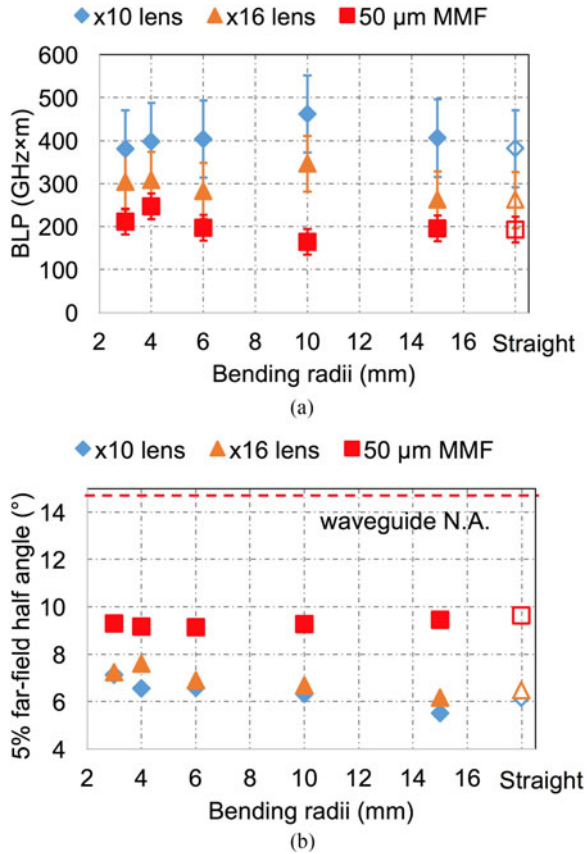 x10 lens x16 lens 50 µm MMF
BLP (GHz×m)
600
500
400
300
200
100
0
2 4 6 8 10 12 14 16 Straight
Bending radii (mm)
(a)
x10 lens x16 lens 50 µm MMF
5% far-field half angle (°)
waveguide N.A.
14
12
10
8
6
4
2 4 6 8 10 12 14 16 Straight
Bending radii (mm)
(b)